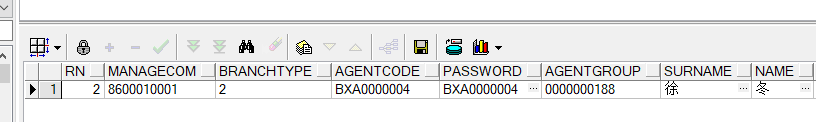 RN MANAGECOM BRANCHTYPE AGENTCODE PASSWORD AGENTGROUP SURNAME NAME
1 2 8600010001 2 BXA0000004 BXA0000004 ··· 0000000188 徐 ··· 冬 ···